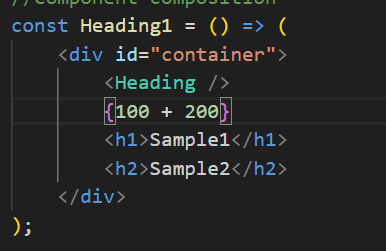 //component composition
const Heading1 = () => (
    <div id="container">
        <Heading />
        {100 + 200}
        <h1>Sample1</h1>
        <h2>Sample2</h2>
    </div>
);